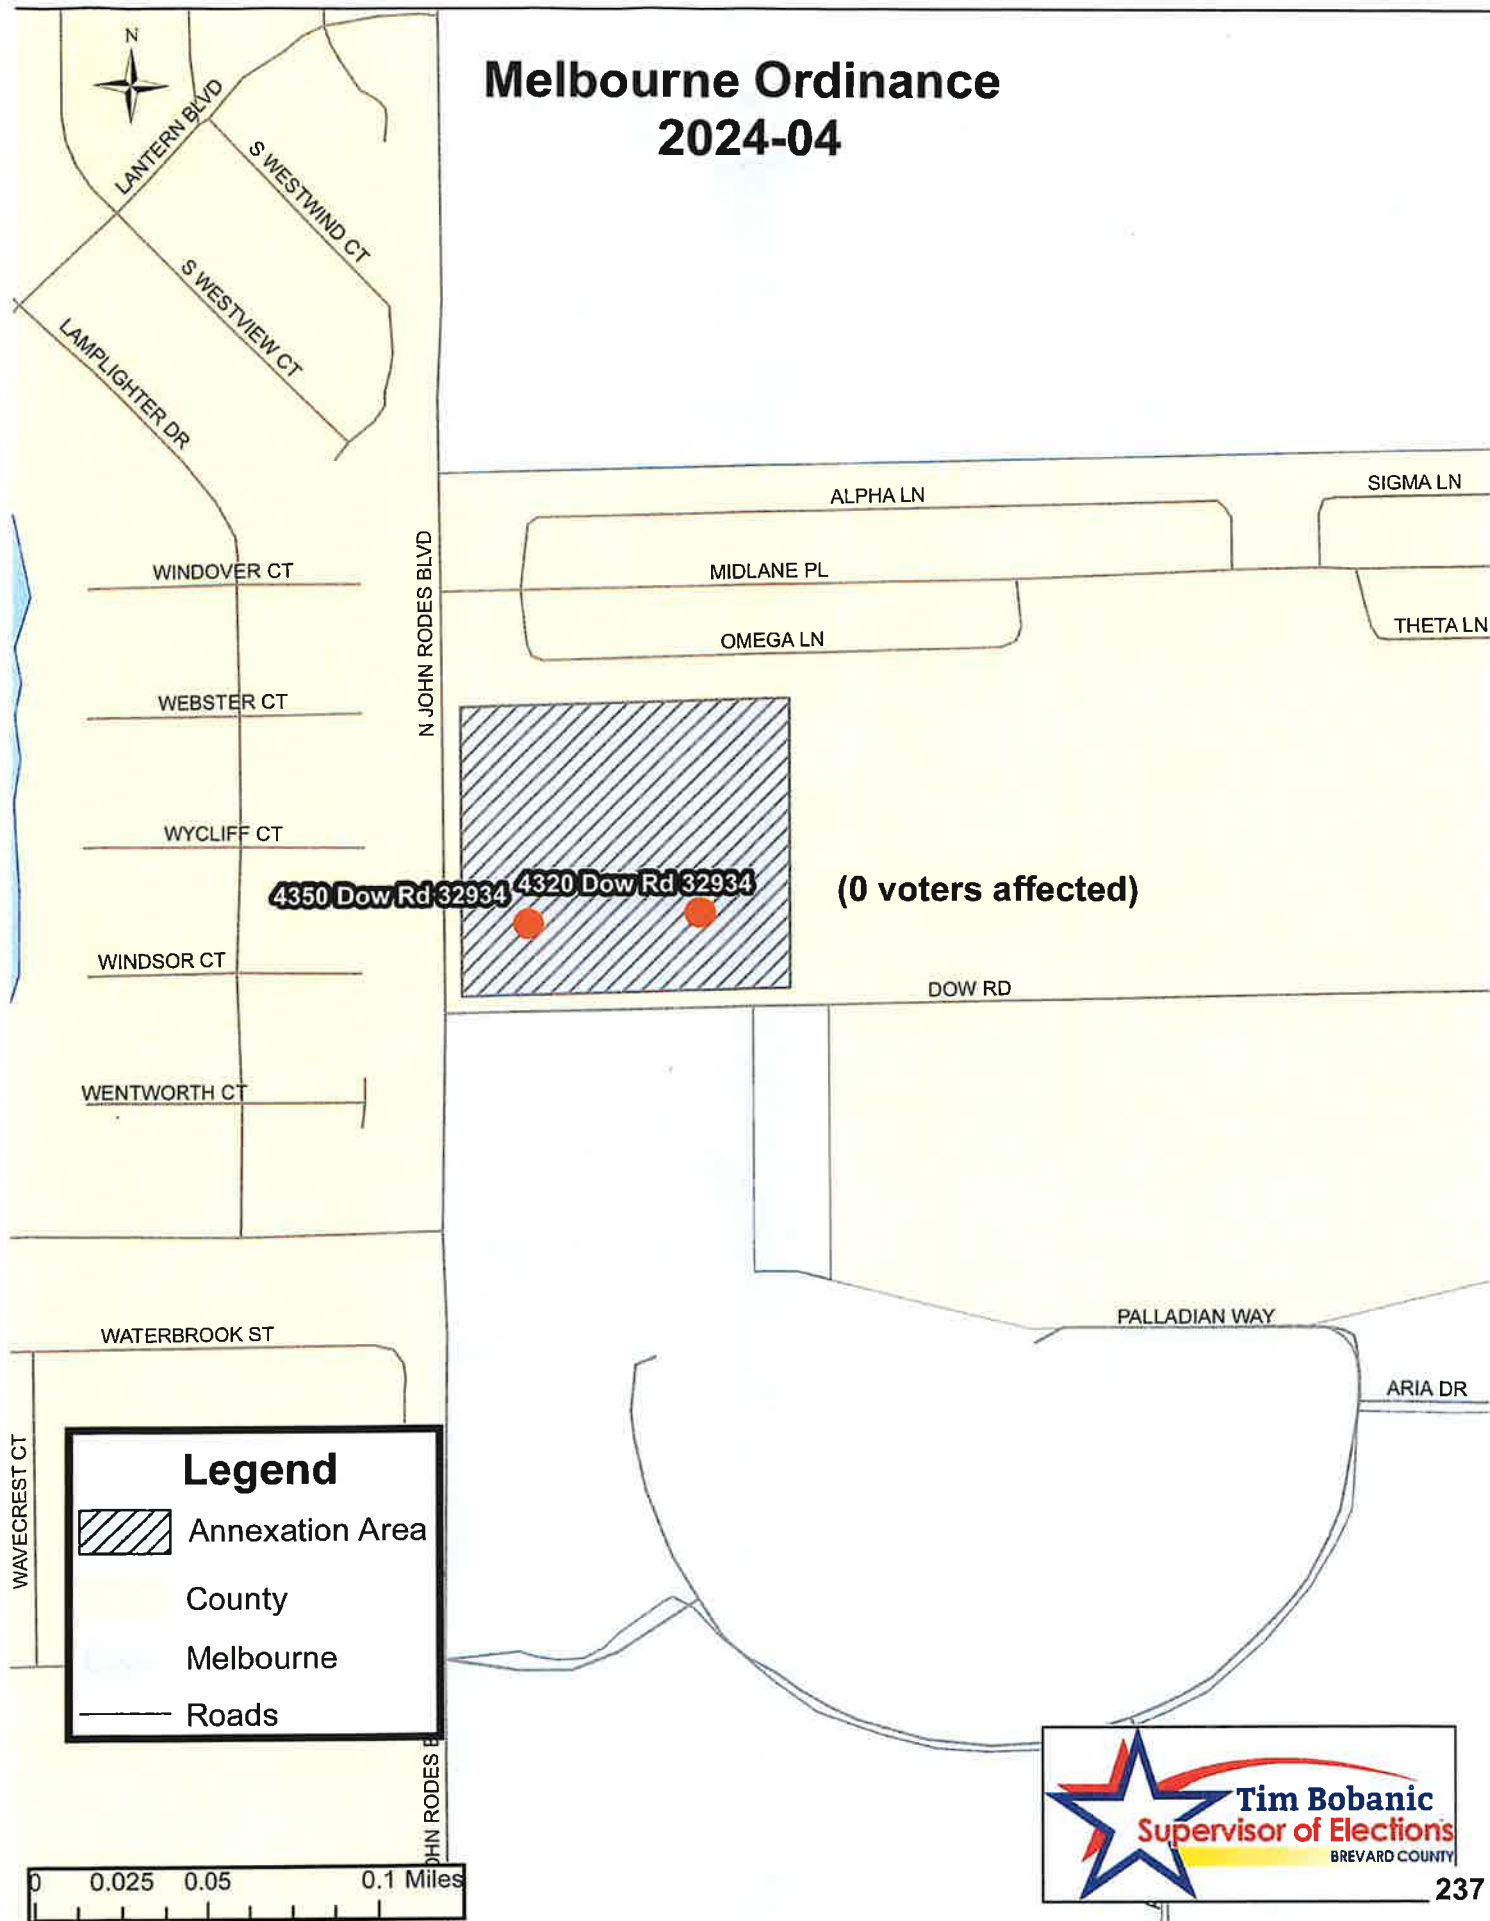 N
Melbourne Ordinance
2024-04
LANTERN BLVD
S WESTWIND CT
S WESTVIEW CT
LAMPLIGHTER DR
ALPHA LN
SIGMA LN
N JOHN RODES BLVD
WINDOVER CT
MIDLANE PL
OMEGA LN
THETA LN
WEBSTER CT
WYCLIFF CT
4350 Dow Rd 32934
4320 Dow Rd 32934
(0 voters affected)
WINDSOR CT
DOW RD
WENTWORTH CT
PALLADIAN WAY
WATERBROOK ST
ARIA DR
WAVECREST CT
Legend
Annexation Area
County
Melbourne
Roads
OHN RODES B
Tim Bobanic
Supervisor of Elections
BREVARD COUNTY
0 0.025 0.05 0.1 Miles
237